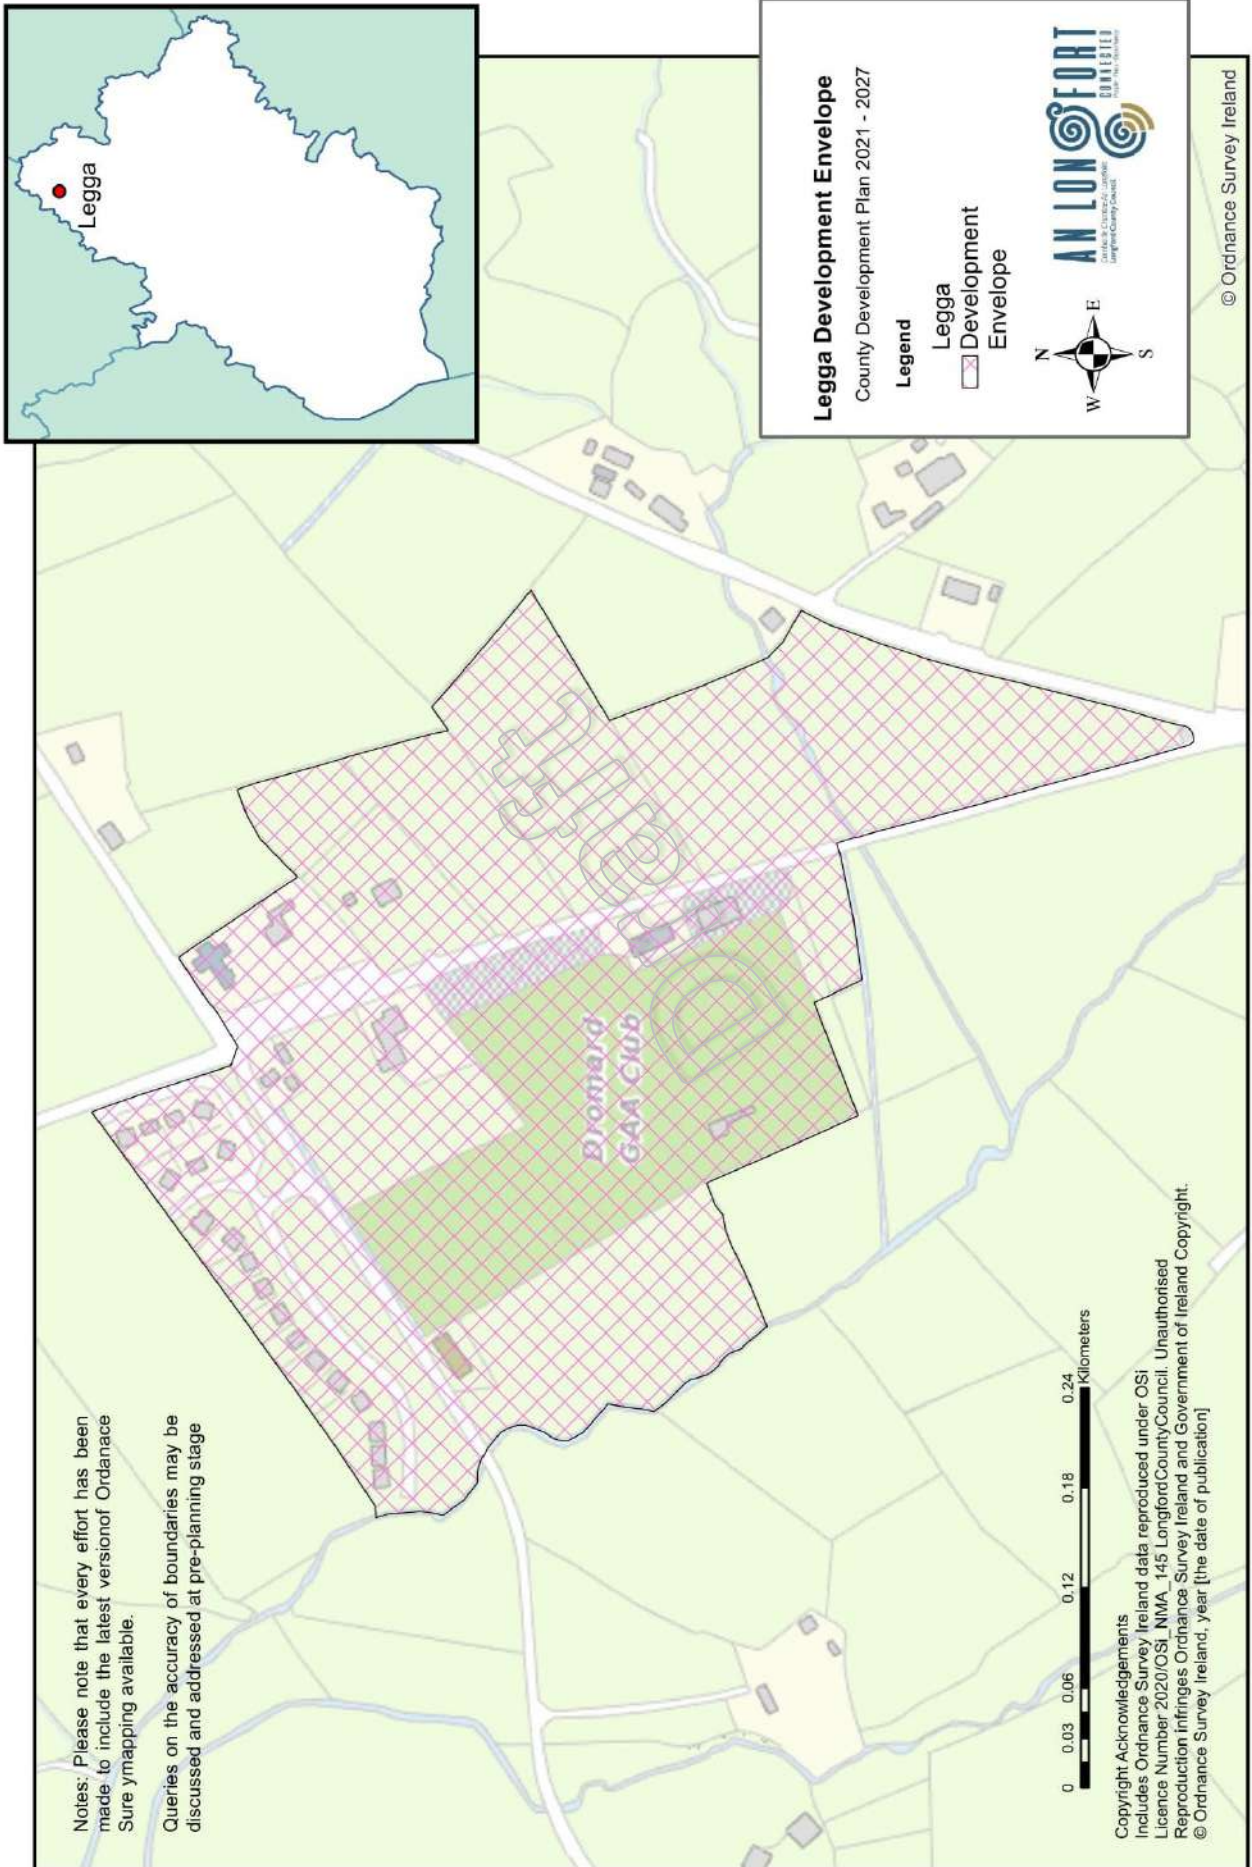 Notes: Please note that every effort has been
made to include the latest versionof Ordanace
Sure ymapping available.
Queries on the accuracy of boundaries may be
discussed and addressed at pre-planning stage
Legga
Dromard
GAA Club
Draft
Legga Development Envelope
County Development Plan 2021 - 2027
Legend
Legga
Development
Envelope
N
W
E
S
AN LONGFORT
CONNECTED
Longford County Council
0 0.03 0.06 0.12 0.18 0.24
Kilometers
Copyright Acknowledgements
Includes Ordnance Survey Ireland data reproduced under OSi
Licence Number 2020/OSi_NMA_145 LongfordCountyCouncil. Unauthorised
Reproduction infringes Ordnance Survey Ireland and Government of Ireland Copyright.
© Ordnance Survey Ireland, year [the date of publication]
© Ordnance Survey Ireland